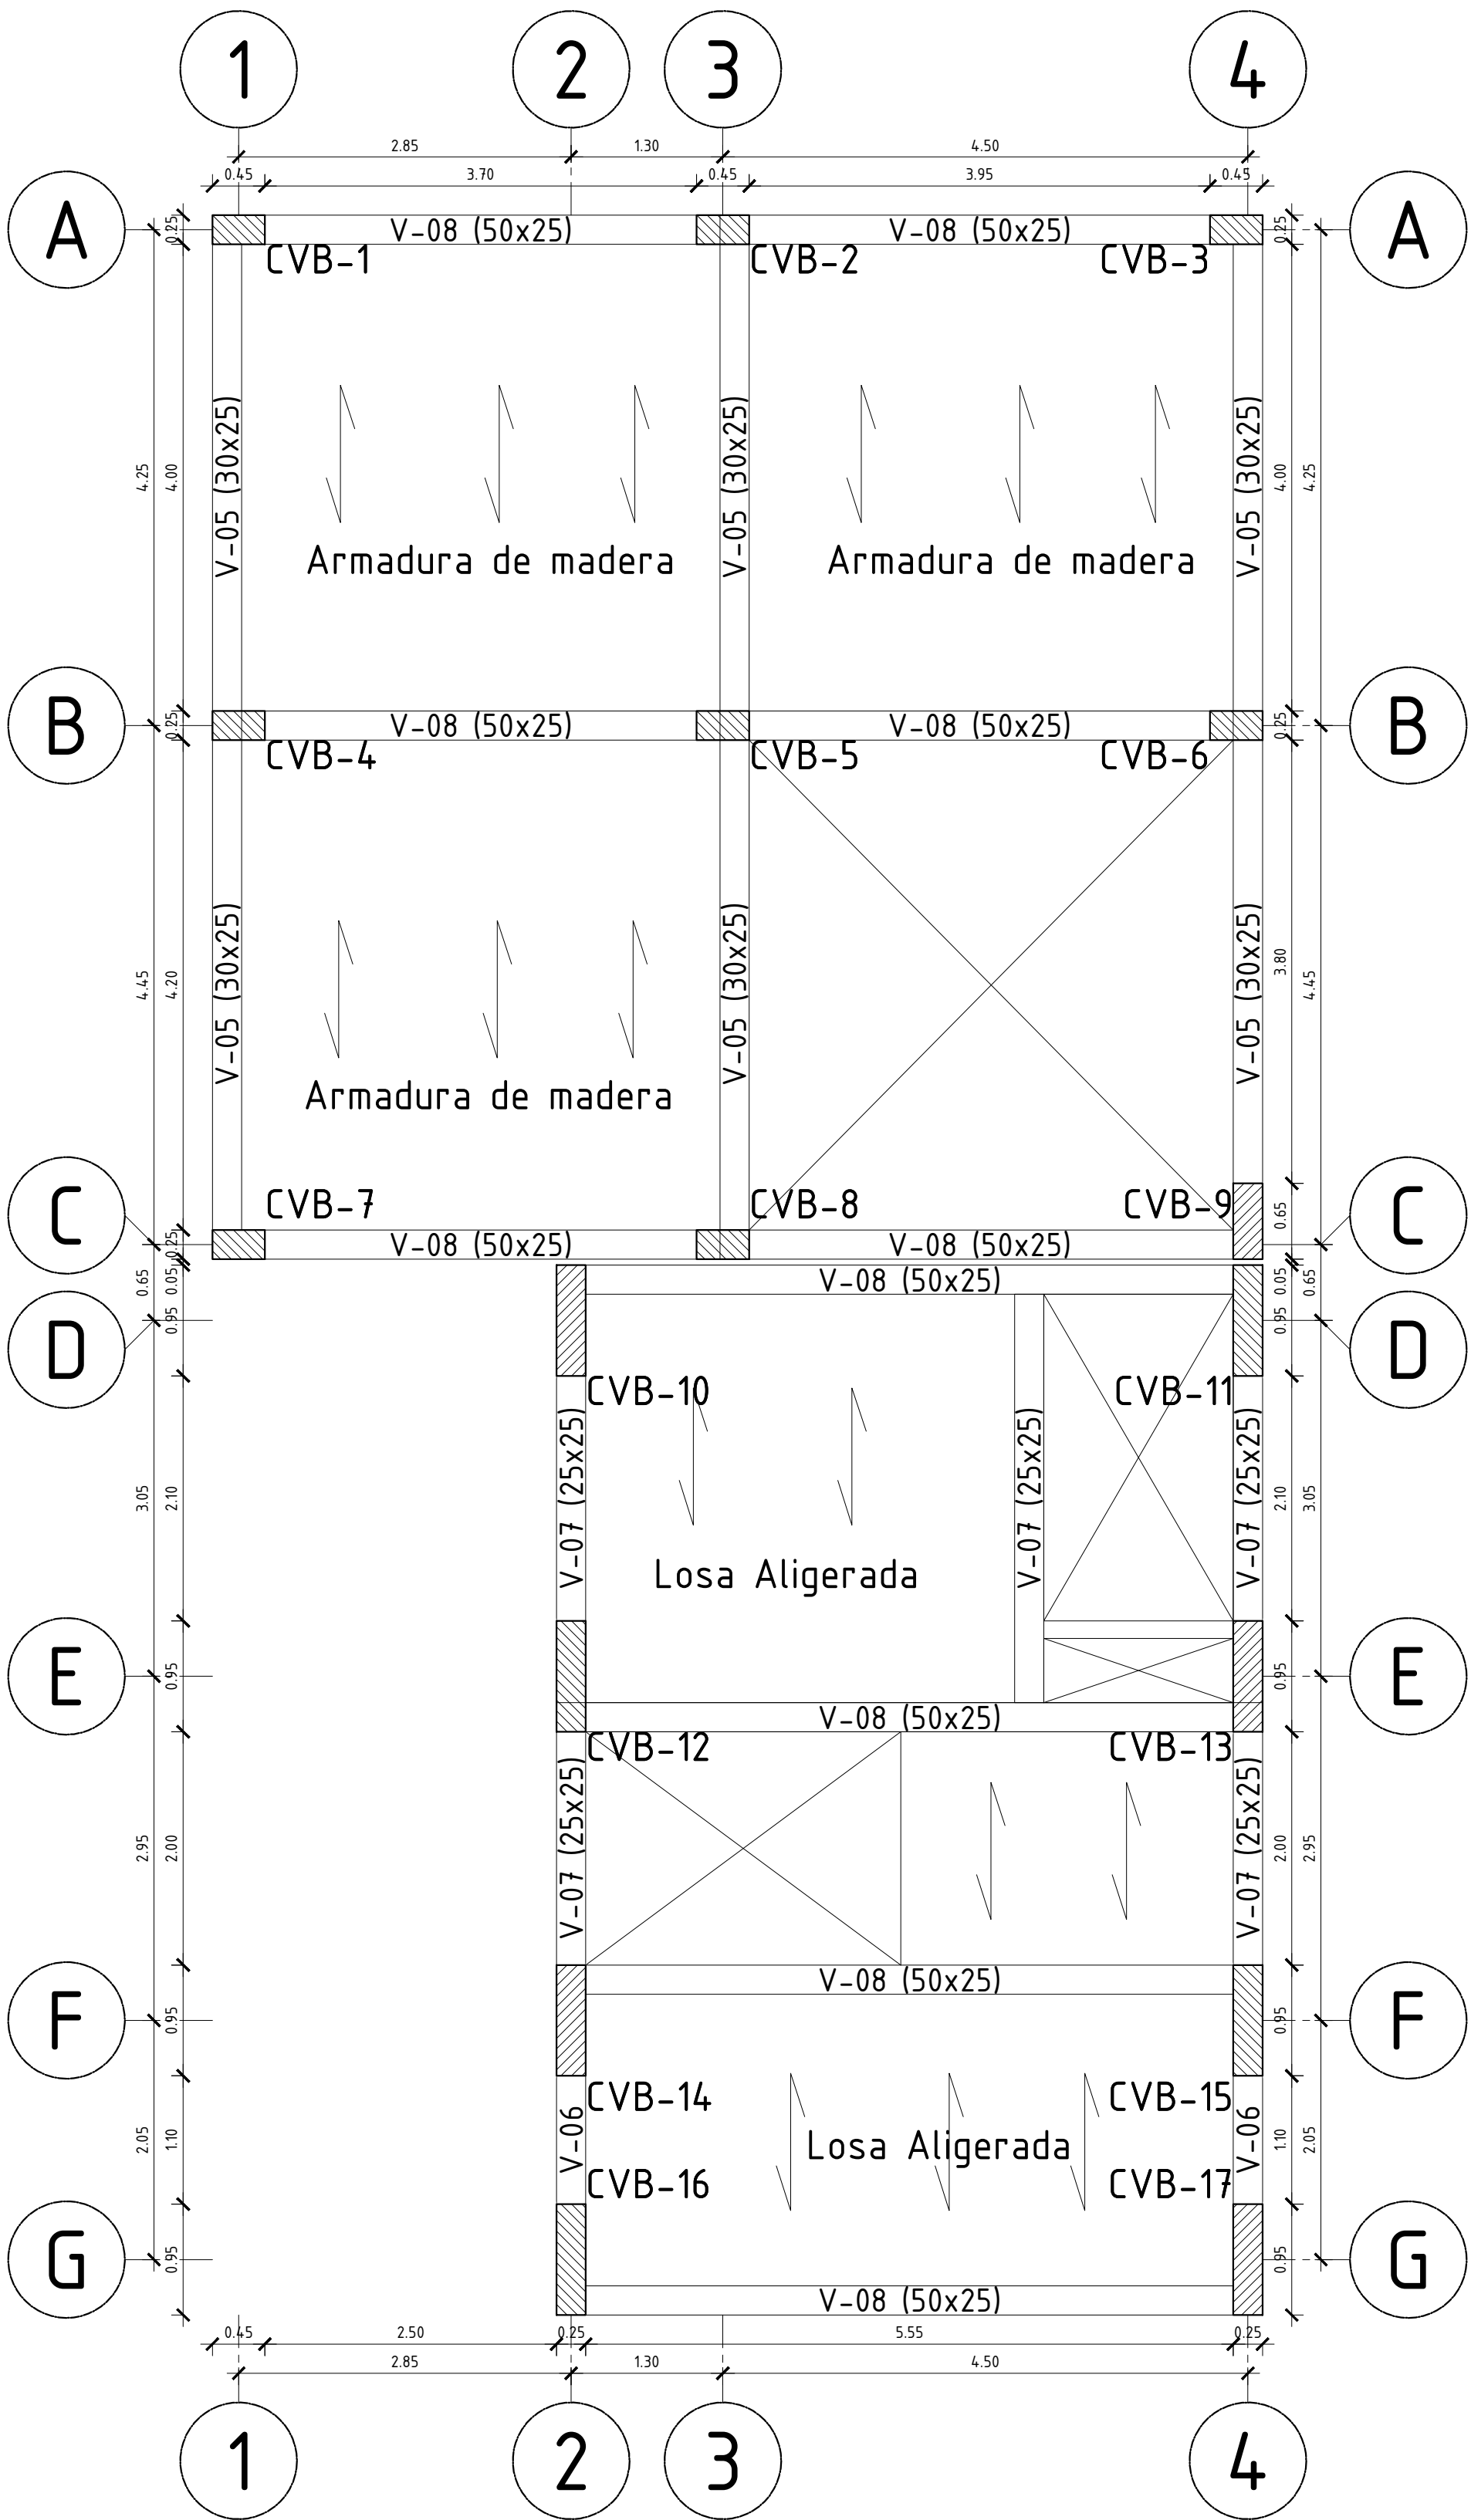 1 2 3 4
2.85 1.30 4.50
0.45 3.70 0.45 3.95 0.45
A 0.25 V-08 (50x25) V-08 (50x25) 0.25 A
CVB-1 CVB-2 CVB-3
4.25 4.00 V-05 (30x25) V-05 (30x25) V-05 (30x25) 4.00 4.25
Armadura de madera Armadura de madera
B 0.25 V-08 (50x25) V-08 (50x25) 0.25 B
CVB-4 CVB-5 CVB-6
4.45 4.20 V-05 (30x25) V-05 (30x25) V-05 (30x25) 3.80 4.45
Armadura de madera
CVB-7 CVB-8 CVB-9
C 0.25 V-08 (50x25) V-08 (50x25) 0.65 C
0.65 0.05 V-08 (50x25) 0.05 0.65
D 0.95 0.95 D
CVB-10 CVB-11
3.05 2.10 V-07 (25x25) V-07 (25x25) V-07 (25x25) 2.10 3.05
Losa Aligerada
E 0.95 0.95 E
V-08 (50x25)
CVB-12 CVB-13
2.95 2.00 V-07 (25x25) V-07 (25x25) 2.00 2.95
V-08 (50x25)
F 0.95 0.95 F
CVB-14 CVB-15
2.05 1.10 V-06 V-06 1.10 2.05
Losa Aligerada
CVB-16 CVB-17
G 0.95 0.95 G
V-08 (50x25)
0.45 2.50 0.25 5.55 0.25
2.85 1.30 4.50
1 2 3 4